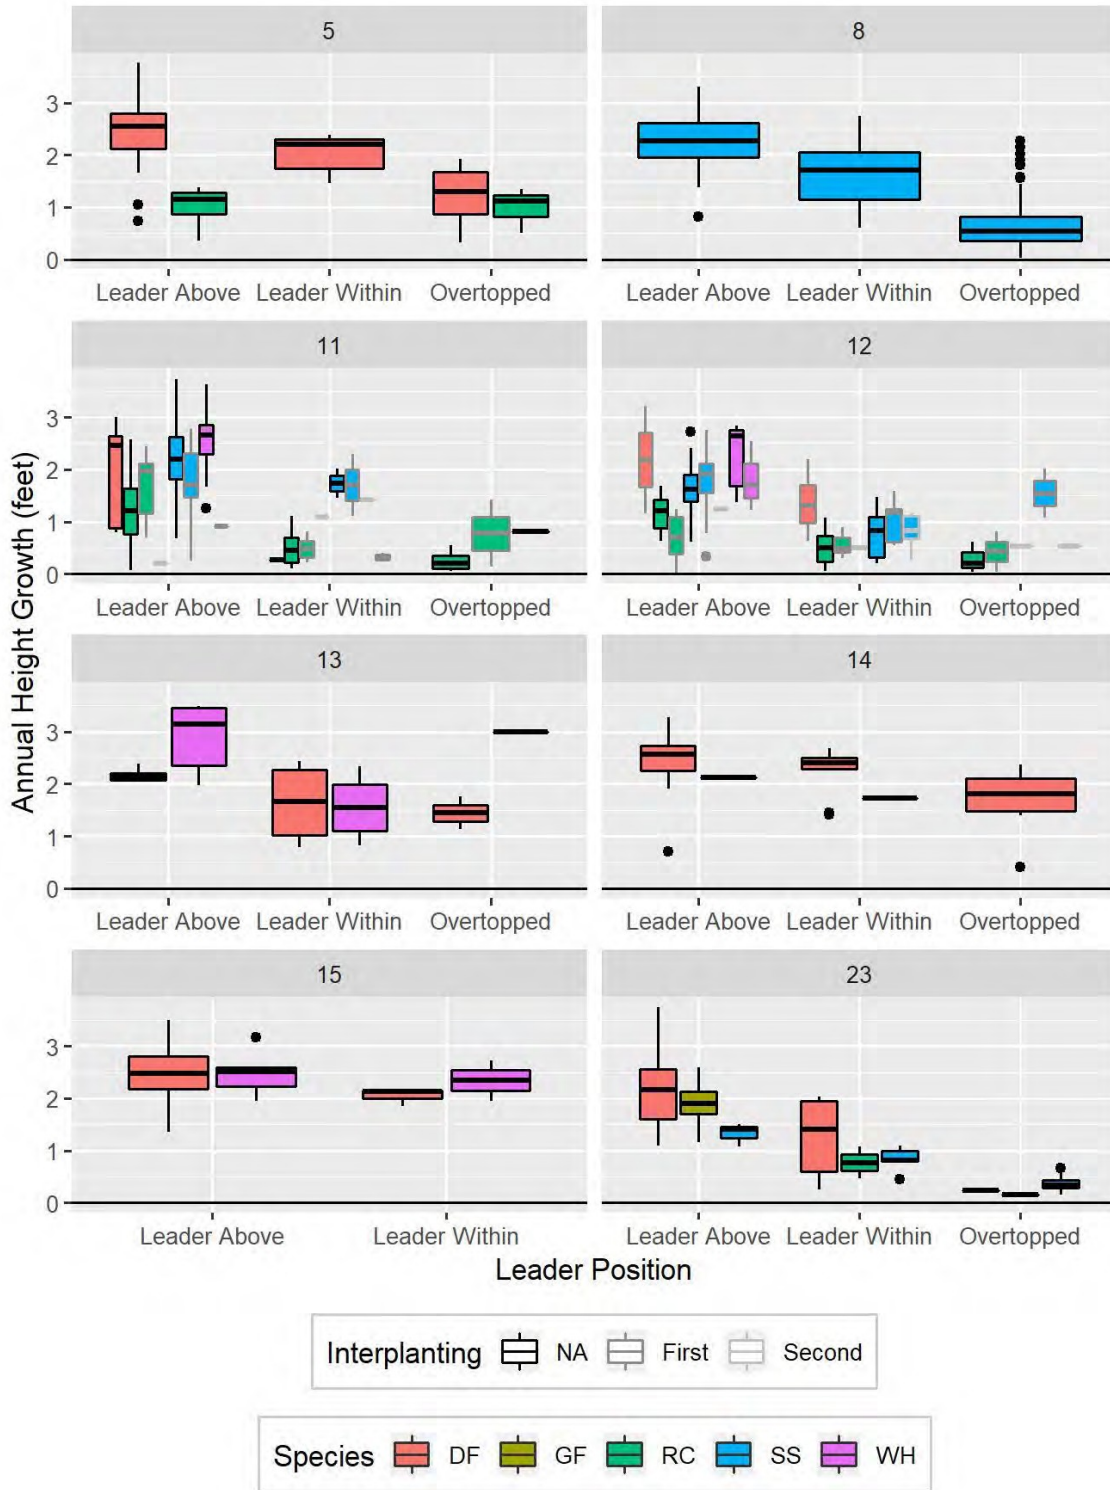 5 8
3
2
1
0
Leader Above Leader Within Overtopped Leader Above Leader Within Overtopped
11 12
3
2
1
0
Leader Above Leader Within Overtopped Leader Above Leader Within Overtopped
Annual Height Growth (feet)
13 14
3
2
1
0
Leader Above Leader Within Overtopped Leader Above Leader Within Overtopped
15 23
3
2
1
0
Leader Above Leader Within Leader Above Leader Within Overtopped
Leader Position
Interplanting NA First Second
Species DF GF RC SS WH